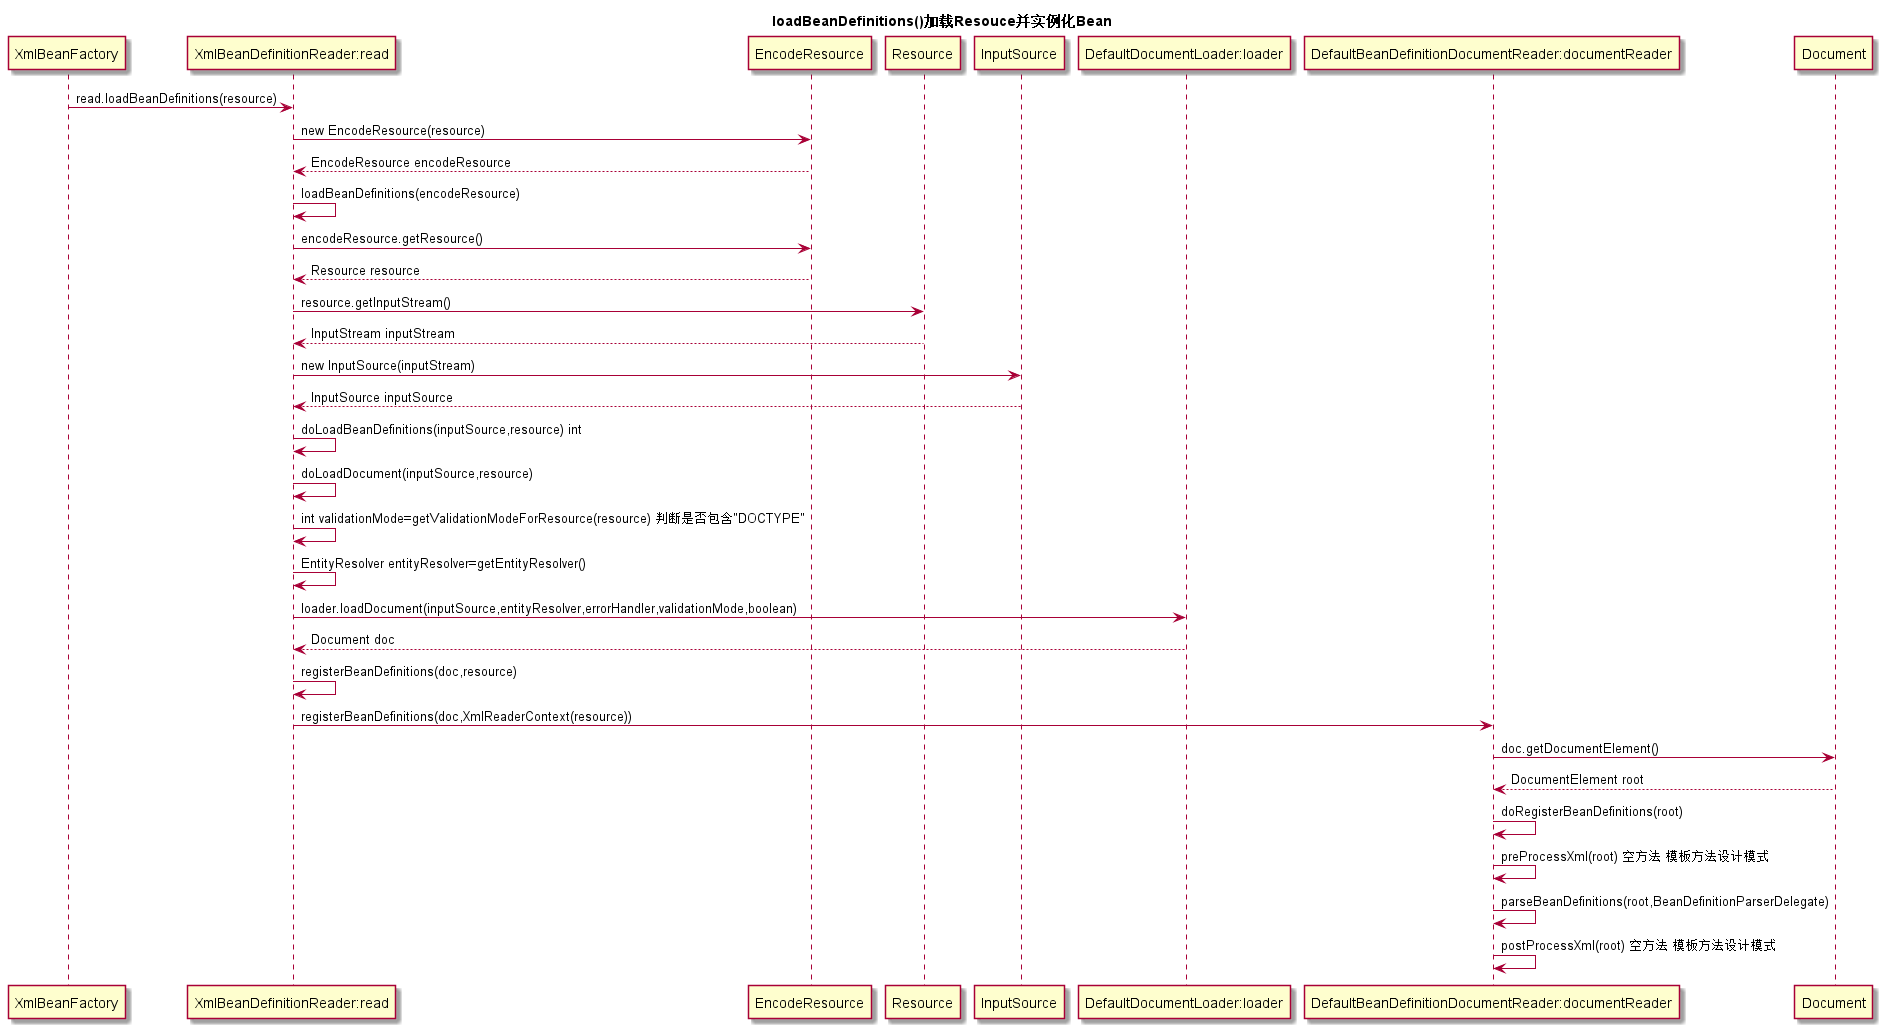 loadBeanDefinitions()加载Resouce并实例化Bean
XmlBeanFactory
XmlBeanDefinitionReader:read
EncodeResource
Resource
InputSource
DefaultDocumentLoader:loader
DefaultBeanDefinitionDocumentReader:documentReader
Document
read.loadBeanDefinitions(resource)
new EncodeResource(resource)
EncodeResource encodeResource
loadBeanDefinitions(encodeResource)
encodeResource.getResource()
Resource resource
resource.getInputStream()
InputStream inputStream
new InputSource(inputStream)
InputSource inputSource
doLoadBeanDefinitions(inputSource,resource) int
doLoadDocument(inputSource,resource)
int validationMode=getValidationModeForResource(resource) 判断是否包含"DOCTYPE"
EntityResolver entityResolver=getEntityResolver()
loader.loadDocument(inputSource,entityResolver,errorHandler,validationMode,boolean)
Document doc
registerBeanDefinitions(doc,resource)
registerBeanDefinitions(doc,XmlReaderContext(resource))
doc.getDocumentElement()
DocumentElement root
doRegisterBeanDefinitions(root)
preProcessXml(root) 空方法 模板方法设计模式
parseBeanDefinitions(root,BeanDefinitionParserDelegate)
postProcessXml(root) 空方法 模板方法设计模式
XmlBeanFactory
XmlBeanDefinitionReader:read
EncodeResource
Resource
InputSource
DefaultDocumentLoader:loader
DefaultBeanDefinitionDocumentReader:documentReader
Document